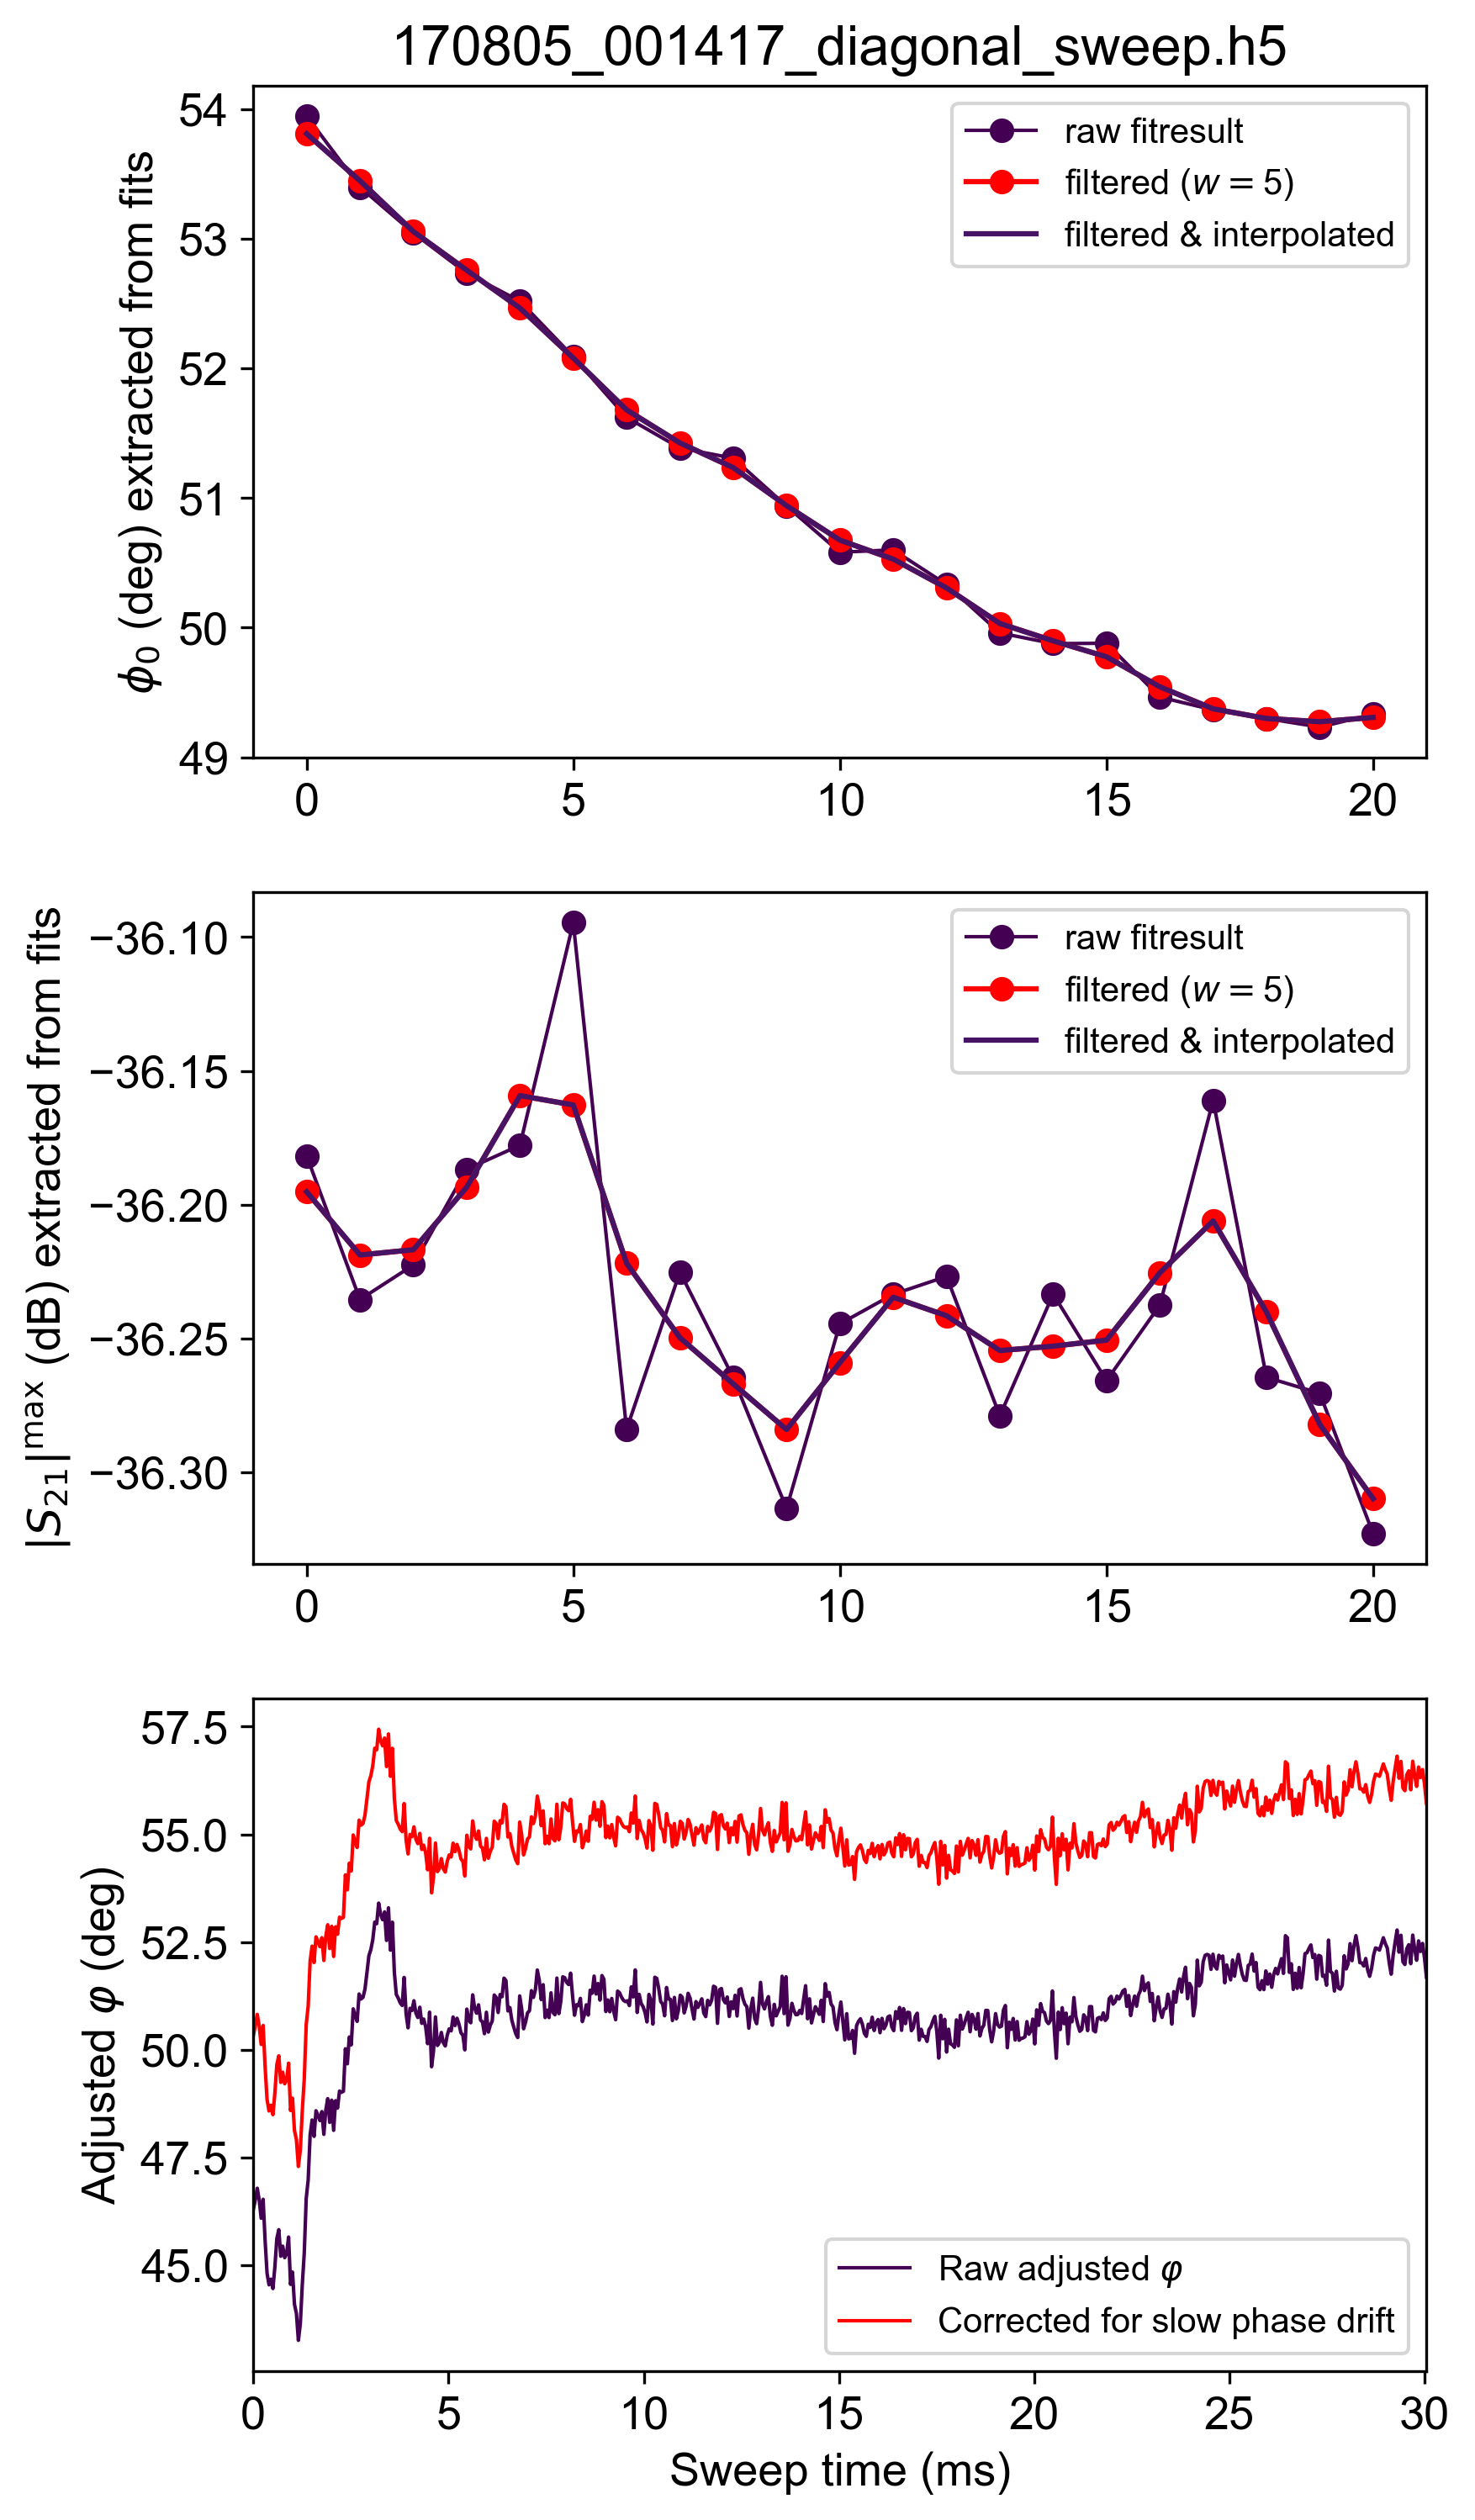 170805_001417_diagonal_sweep.h5
54
53
52
51
50
49
ϕ₀ (deg) extracted from fits
raw fitresult
filtered (w = 5)
filtered & interpolated
0 5 10 15 20
−36.10
−36.15
−36.20
−36.25
−36.30
|S₂₁|ᵐᵃˣ (dB) extracted from fits
raw fitresult
filtered (w = 5)
filtered & interpolated
0 5 10 15 20
57.5
55.0
52.5
50.0
47.5
45.0
Adjusted φ (deg)
Raw adjusted φ
Corrected for slow phase drift
0 5 10 15 20 25 30
Sweep time (ms)